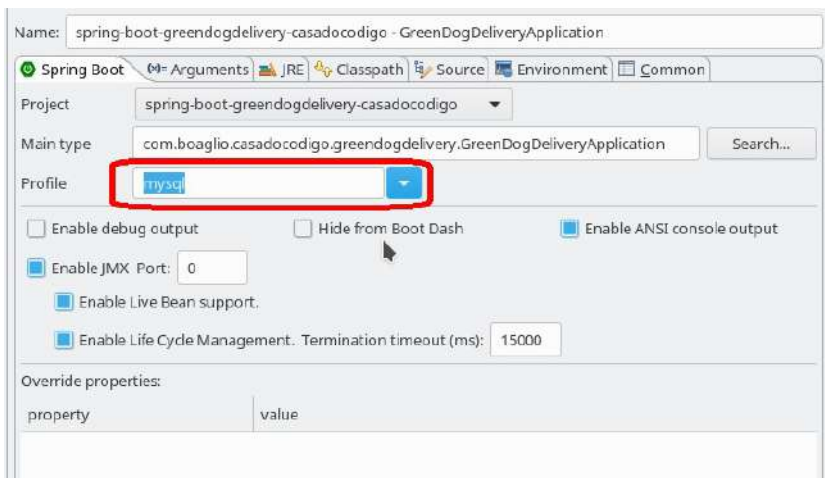 Name: spring-boot-greendogdelivery-casadocodigo - GreenDogDeliveryApplication
Spring Boot (x)= Arguments JRE Classpath Source Environment Common
Project spring-boot-greendogdelivery-casadocodigo
Main type com.boaglio.casadocodigo.greendogdelivery.GreenDogDeliveryApplication Search...
Profile mysql
Enable debug output Hide from Boot Dash Enable ANSI console output
Enable JMX Port: 0
Enable Live Bean support.
Enable Life Cycle Management. Termination timeout (ms): 15000
Override properties:
property value